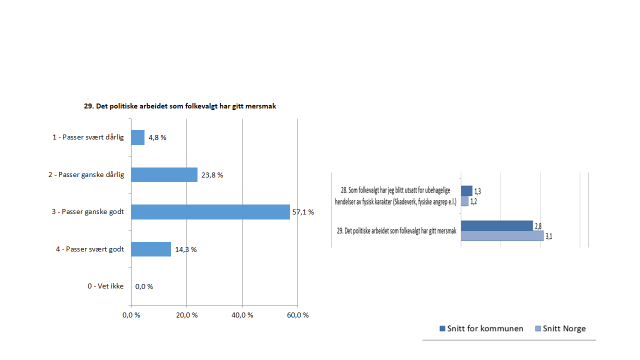 29. Det politiske arbeidet som folkevalgt har gitt mersmak
1 - Passer svært dårlig
4,8 %
2 - Passer ganske dårlig
23,8 %
3 - Passer ganske godt
57,1 %
4 - Passer svært godt
14,3 %
0 - Vet ikke
0,0 %
0,0 %
20,0 %
40,0 %
60,0 %
28. Som folkevalgt har jeg blitt utsatt for ubehagelige
hendelser av fysisk karakter (Skadeverk, fysiske angrep e.l.)
1,3
1,2
29. Det politiske arbeidet som folkevalgt har gitt mersmak
2,8
3,1
Snitt for kommunen
Snitt Norge